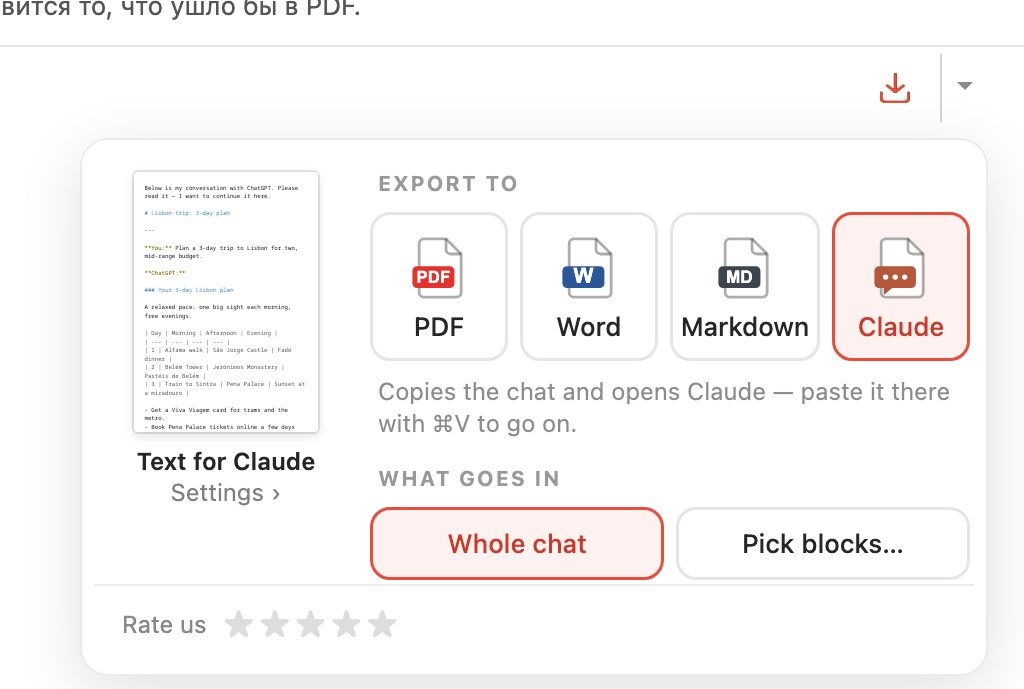 вится то, что ушло бы в PDF.
Below is my conversation with ChatGPT. Please
read it — I want to continue it here.
# Lisbon trip: 3-day plan
---
**You:** Plan a 3-day trip to Lisbon for two,
mid-range budget.
**ChatGPT:**
### Your 3-day Lisbon plan
A relaxed pace: one big sight each morning,
free evenings.
| Day | Morning | Afternoon | Evening |
| --- | --- | --- | --- |
| 1 | Alfama walk | São Jorge Castle | Fado
dinner |
| 2 | Belém Tower | Jerónimos Monastery |
Pastéis de Belém |
| 3 | Train to Sintra | Pena Palace | Sunset at
a miradouro |
- Get a Viva Viagem card for trams and the
metro.
- Book Pena Palace tickets online a few days
Text for Claude
Settings ›
EXPORT TO
PDF
W
MD
PDF
Word
Markdown
Claude
Copies the chat and opens Claude — paste it there
with ⌘V to go on.
WHAT GOES IN
Whole chat
Pick blocks...
Rate us